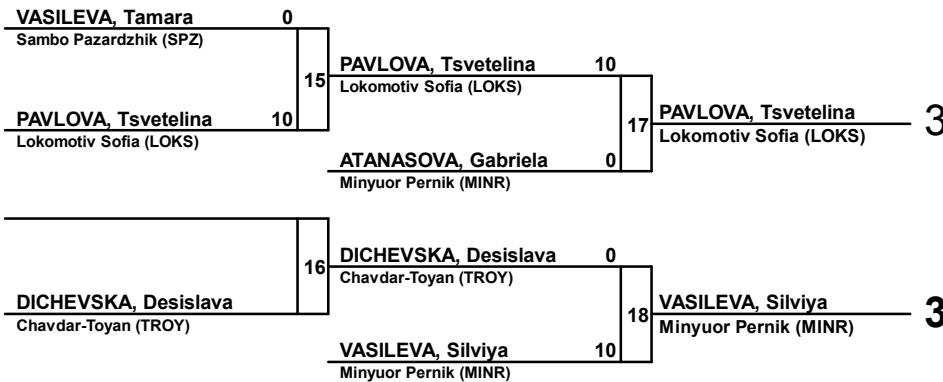 VASILEVA, Tamara 0
Sambo Pazardzhik (SPZ)
15
PAVLOVA, Tsvetelina 10
Lokomotiv Sofia (LOKS)
PAVLOVA, Tsvetelina 10
Lokomotiv Sofia (LOKS)
17
PAVLOVA, Tsvetelina
Lokomotiv Sofia (LOKS)
3
ATANASOVA, Gabriela 0
Minyuor Pernik (MINR)
16
DICHEVSKA, Desislava 0
Chavdar-Toyan (TROY)
DICHEVSKA, Desislava
Chavdar-Toyan (TROY)
18
VASILEVA, Silviya
Minyuor Pernik (MINR)
3
VASILEVA, Silviya 10
Minyuor Pernik (MINR)